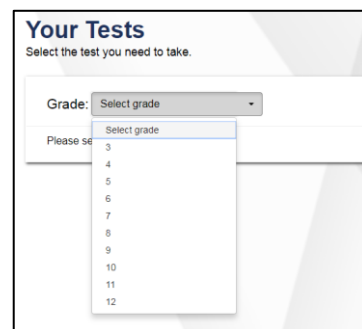 Your Tests
Select the test you need to take.
Grade: Select grade
Select grade
Please se
3
4
5
6
7
8
9
10
11
12